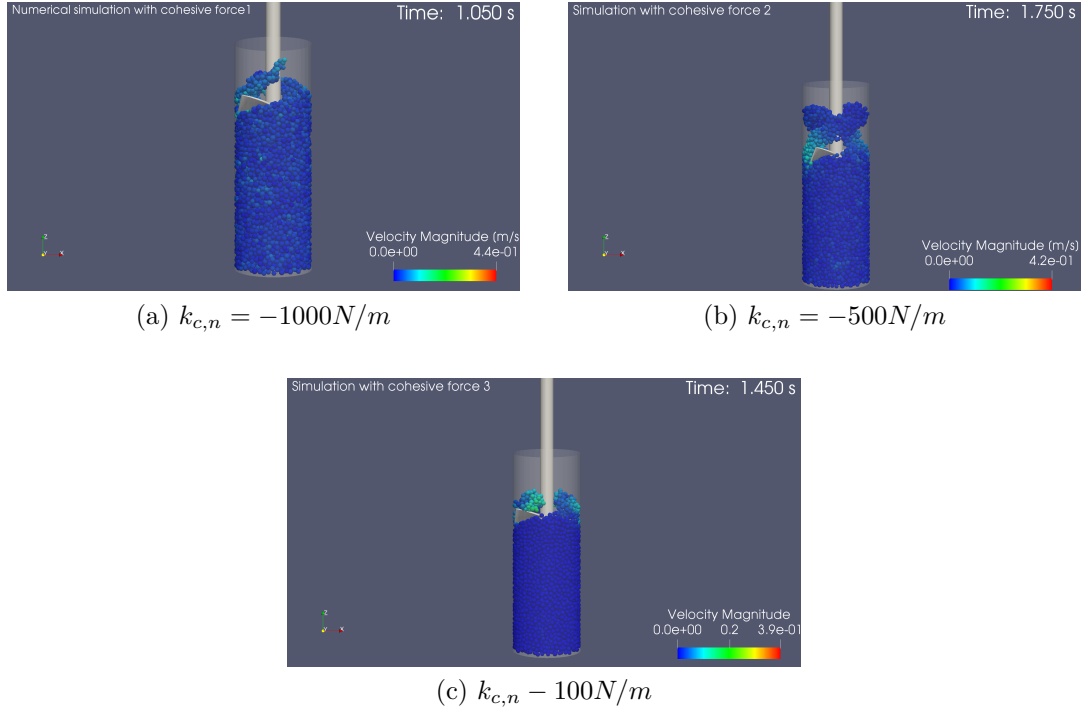 Numerical simulation with cohesive force1
Time: 1.050 s
Z
Y
X
Velocity Magnitude (m/s
0.0e+00 4.4e-01
(a) k_{c,n} = −1000N/m
Simulation with cohesive force 2
Time: 1.750 s
Z
Y
X
Velocity Magnitude (m/s)
0.0e+00 4.2e-01
(b) k_{c,n} = −500N/m
Simulation with cohesive force 3
Time: 1.450 s
Z
Y
X
Velocity Magnitude
0.0e+00 0.2 3.9e-01
(c) k_{c,n} − 100N/m